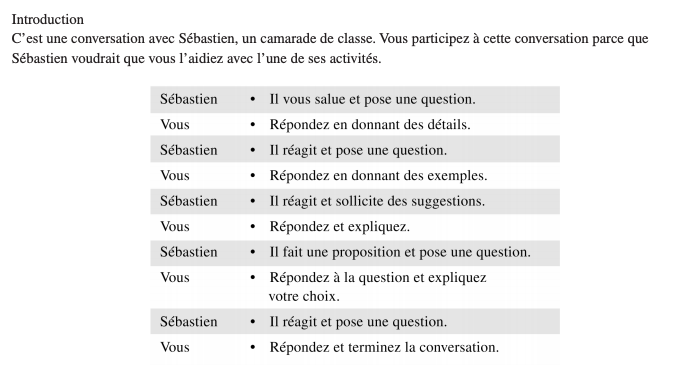 Introduction
C’est une conversation avec Sébastien, un camarade de classe. Vous participez à cette conversation parce que
Sébastien voudrait que vous l’aidiez avec l’une de ses activités.
Sébastien • Il vous salue et pose une question.
Vous • Répondez en donnant des détails.
Sébastien • Il réagit et pose une question.
Vous • Répondez en donnant des exemples.
Sébastien • Il réagit et sollicite des suggestions.
Vous • Répondez et expliquez.
Sébastien • Il fait une proposition et pose une question.
Vous • Répondez à la question et expliquez
votre choix.
Sébastien • Il réagit et pose une question.
Vous • Répondez et terminez la conversation.